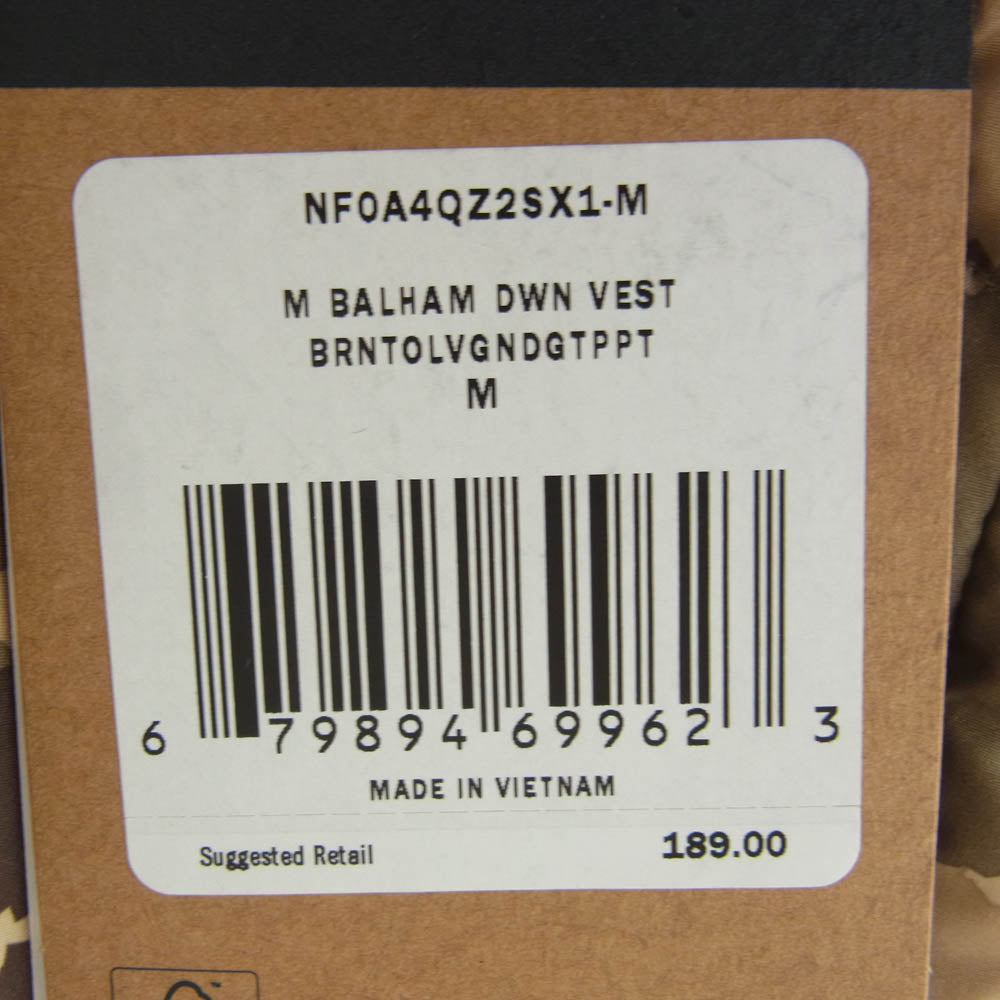 NF0A4QZ2SX1-M
M BALHAM DWN VEST
BRNTOLVGNDGTPPT
M
6 79894 69962 3
MADE IN VIETNAM
Suggested Retail 189.00